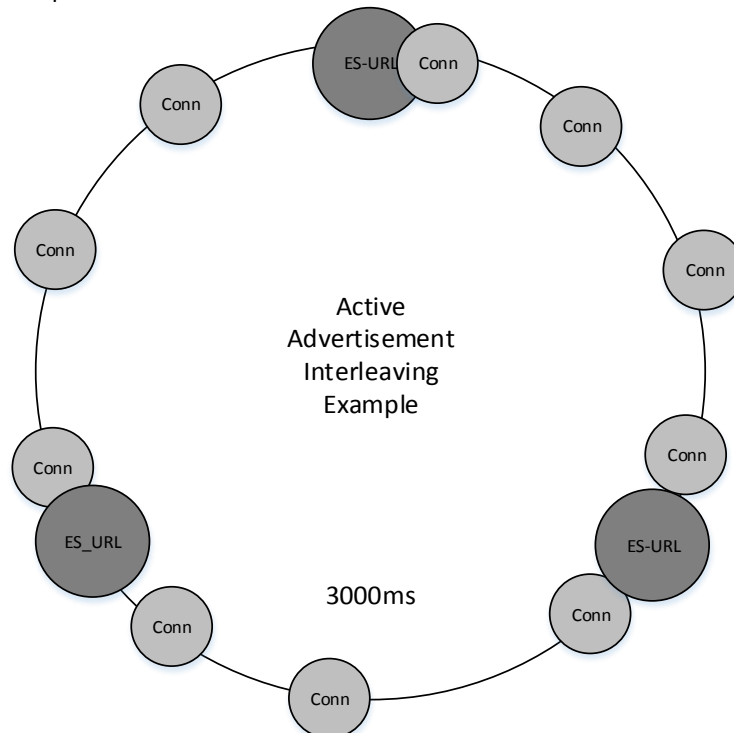 ES-URL
Conn
Conn
Conn
Conn
Conn
Active
Advertisement
Interleaving
Example
Conn
Conn
ES_URL
ES-URL
3000ms
Conn
Conn
Conn